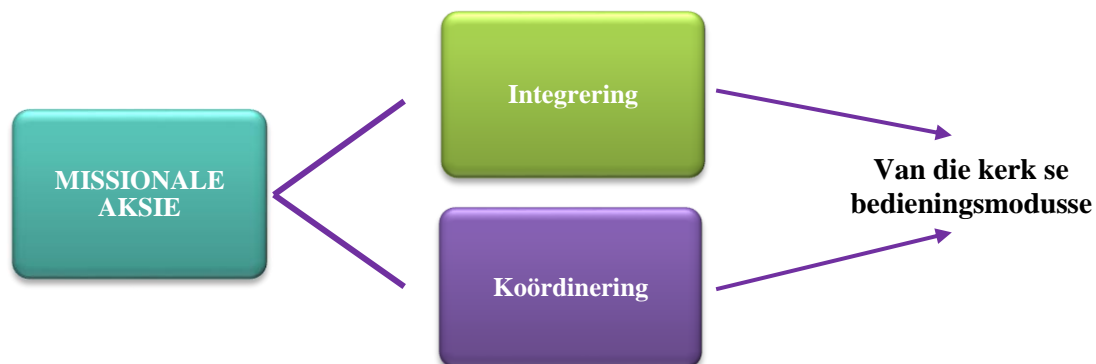 MISSIONALE
AKSIE
Integrering
Koördinering
Van die kerk se
bedieningsmodusse